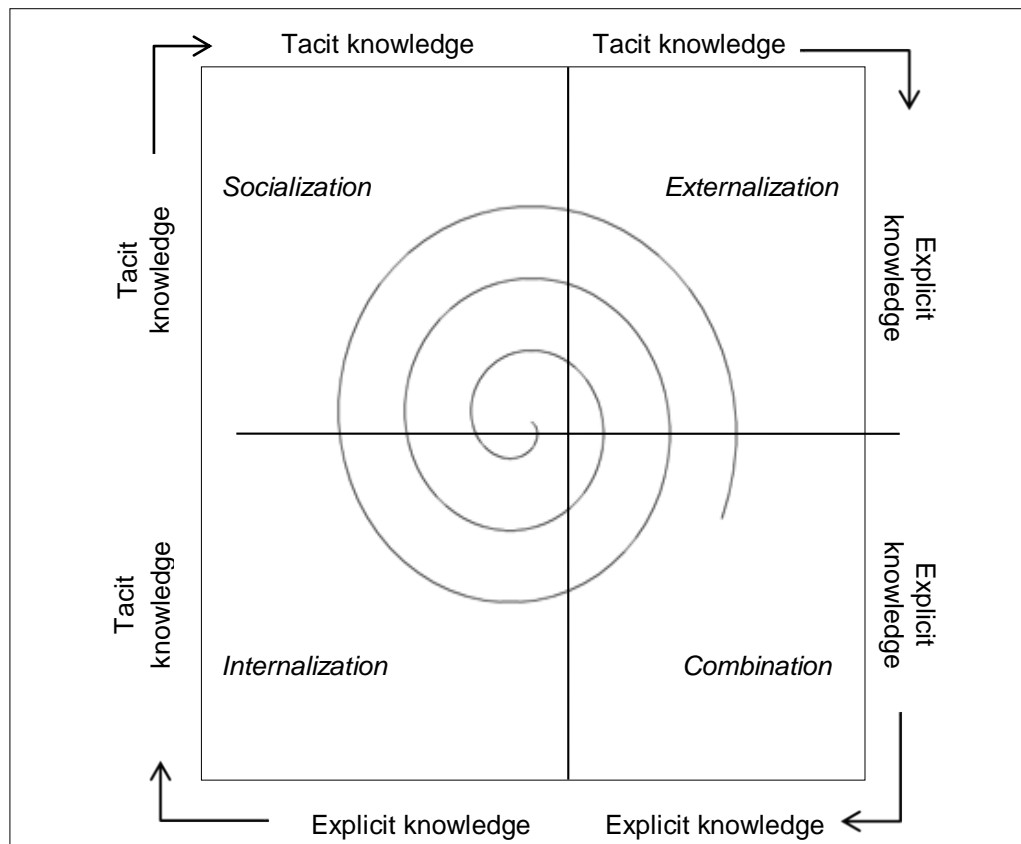 Tacit knowledge
Tacit knowledge
Socialization
Externalization
Tacit
knowledge
Explicit
knowledge
Tacit
knowledge
Explicit
knowledge
Internalization
Combination
Explicit knowledge
Explicit knowledge